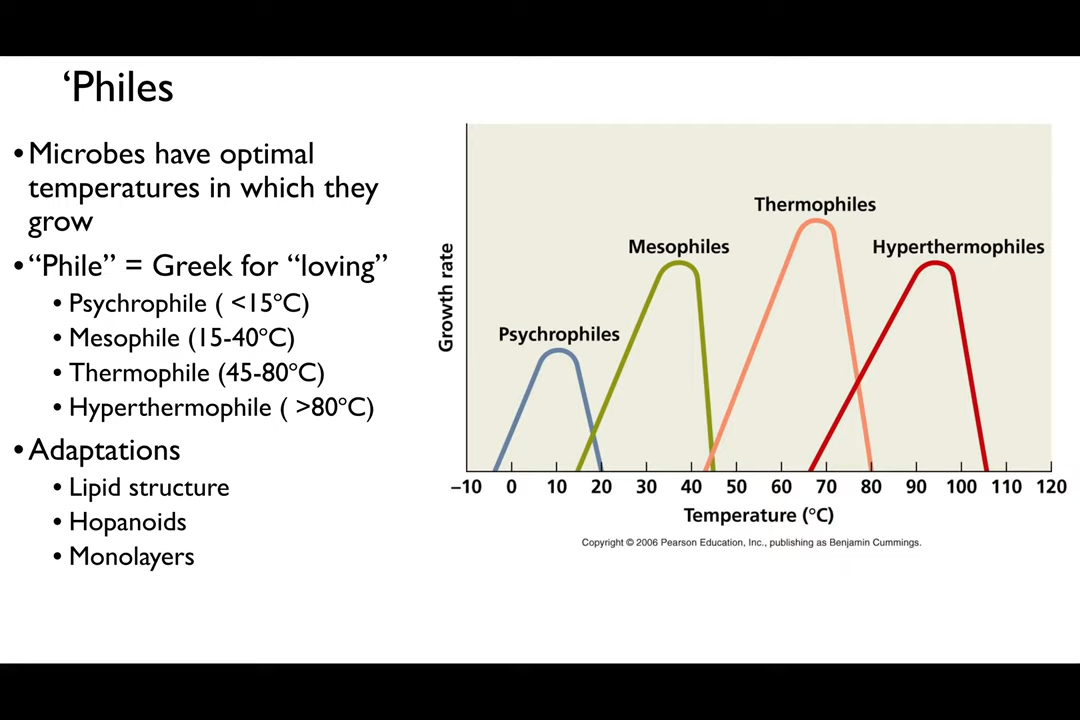 ‘Philes
•Microbes have optimal
temperatures in which they
grow
•“Phile” = Greek for “loving”
• Psychrophile ( <15°C)
• Mesophile (15-40°C)
• Thermophile (45-80°C)
• Hyperthermophile ( >80°C)
•Adaptations
• Lipid structure
• Hopanoids
• Monolayers
Growth rate
Psychrophiles
Mesophiles
Thermophiles
Hyperthermophiles
–10 0 10 20 30 40 50 60 70 80 90 100 110 120
Temperature (°C)
Copyright © 2006 Pearson Education, Inc., publishing as Benjamin Cummings.